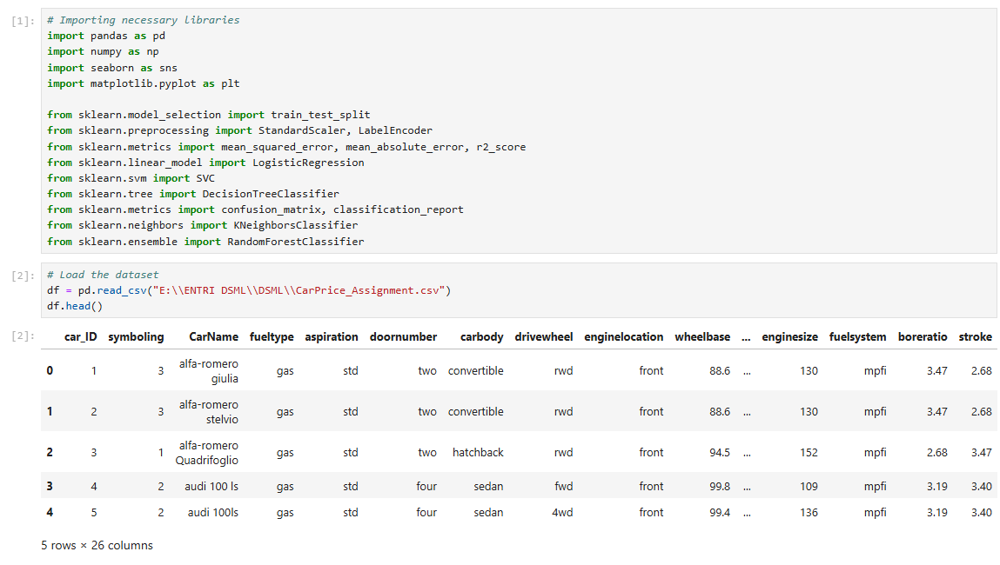 [1]: # Importing necessary libraries
import pandas as pd
import numpy as np
import seaborn as sns
import matplotlib.pyplot as plt
from sklearn.model_selection import train_test_split
from sklearn.preprocessing import StandardScaler, LabelEncoder
from sklearn.metrics import mean_squared_error, mean_absolute_error, r2_score
from sklearn.linear_model import LogisticRegression
from sklearn.svm import SVC
from sklearn.tree import DecisionTreeClassifier
from sklearn.metrics import confusion_matrix, classification_report
from sklearn.neighbors import KNeighborsClassifier
from sklearn.ensemble import RandomForestClassifier
[2]: # Load the dataset
df = pd.read_csv("E:\\ENTRI DSML\\DSML\\CarPrice_Assignment.csv")
df.head()
[2]: car_ID symboling CarName fueltype aspiration doornumber carbody drivewheel enginelocation wheelbase ... enginesize fuelsystem boreratio stroke
0 1 3 alfa-romero giulia gas std two convertible rwd front 88.6 ... 130 mpfi 3.47 2.68
1 2 3 alfa-romero stelvio gas std two convertible rwd front 88.6 ... 130 mpfi 3.47 2.68
2 3 1 alfa-romero Quadrifoglio gas std two hatchback rwd front 94.5 ... 152 mpfi 2.68 3.47
3 4 2 audi 100 ls gas std four sedan fwd front 99.8 ... 109 mpfi 3.19 3.40
4 5 2 audi 100ls gas std four sedan 4wd front 99.4 ... 136 mpfi 3.19 3.40
5 rows × 26 columns